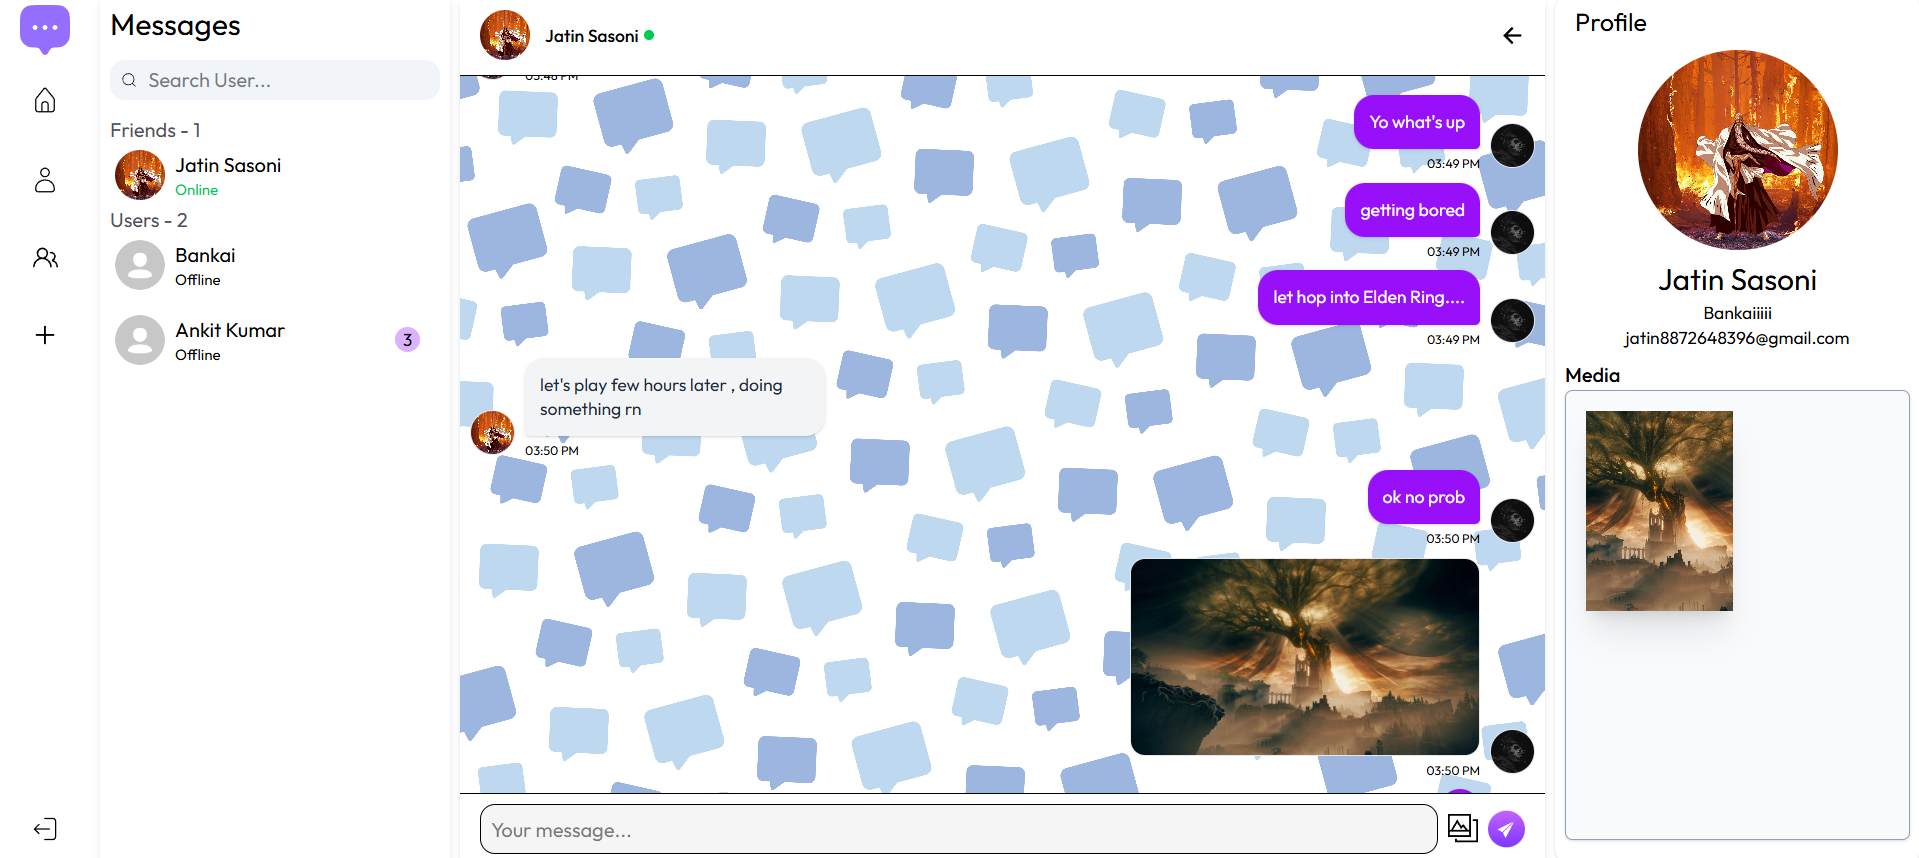 Messages
Search User...
Friends - 1
Jatin Sasoni
Online
Users - 2
Bankai
Offline
Ankit Kumar
Offline
3
Jatin Sasoni
03:48 PM
Yo what's up
03:49 PM
getting bored
03:49 PM
let hop into Elden Ring....
03:49 PM
let's play few hours later , doing
something rn
03:50 PM
ok no prob
03:50 PM
03:50 PM
Your message...
Profile
Jatin Sasoni
Bankaiiiii
jatin8872648396@gmail.com
Media